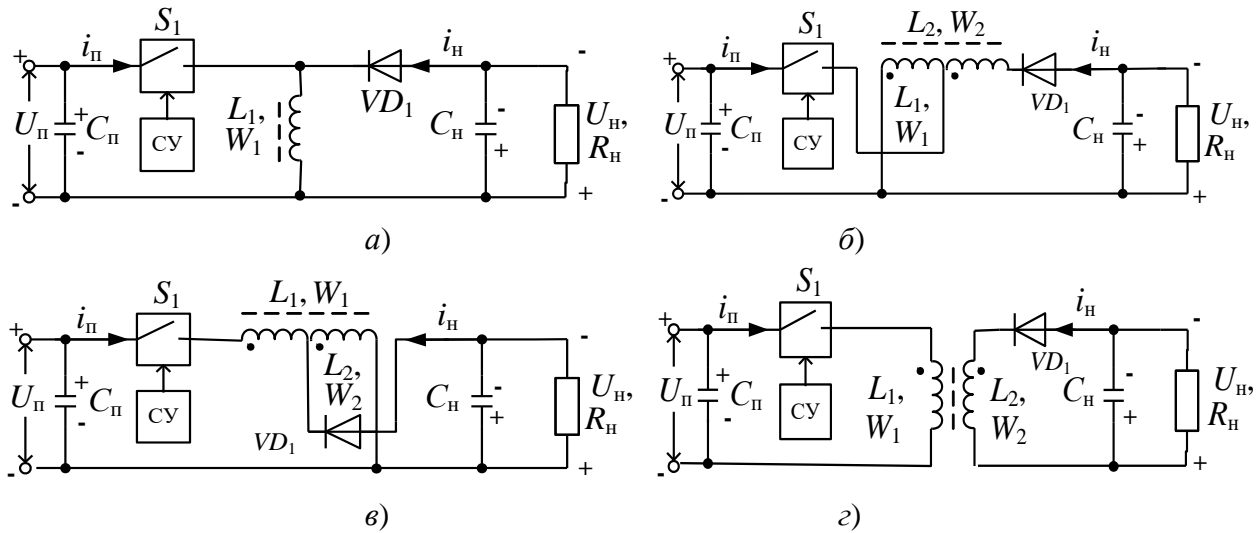 S₁
+ iп iн -
Uп + Cп - СУ L₁, W₁ VD₁ Cн - + Uн, Rн
- +
а)
S₁ L₂, W₂
+ iп iн -
Uп + Cп - СУ L₁, W₁ VD₁ Cн - + Uн, Rн
- +
б)
S₁ L₁, W₁
+ iп iн -
Uп + Cп - СУ L₂, W₂ VD₁ Cн - + Uн, Rн
- +
в)
S₁
+ iп iн -
Uп + Cп - СУ L₁, W₁ L₂, W₂ VD₁ Cн - + Uн, Rн
- +
г)